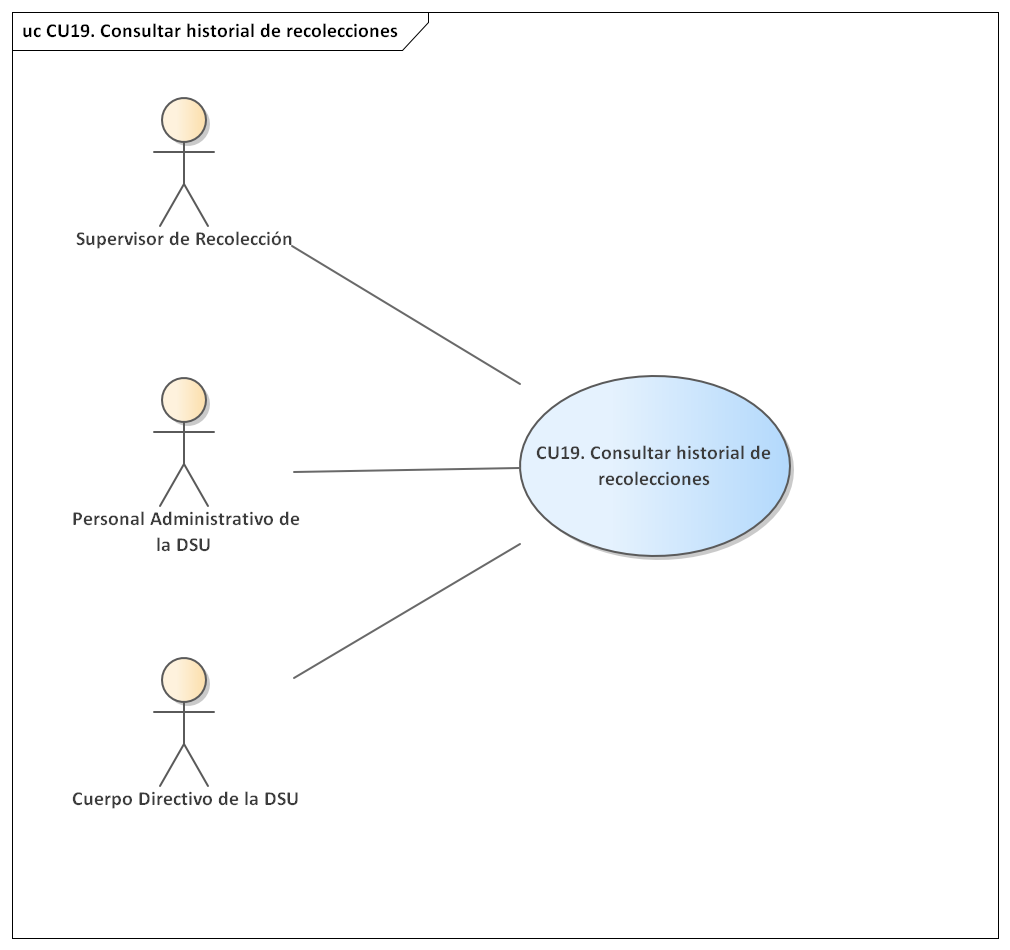 uc CU19. Consultar historial de recolecciones
Supervisor de Recolección
CU19. Consultar historial de
recolecciones
Personal Administrativo de
la DSU
Cuerpo Directivo de la DSU